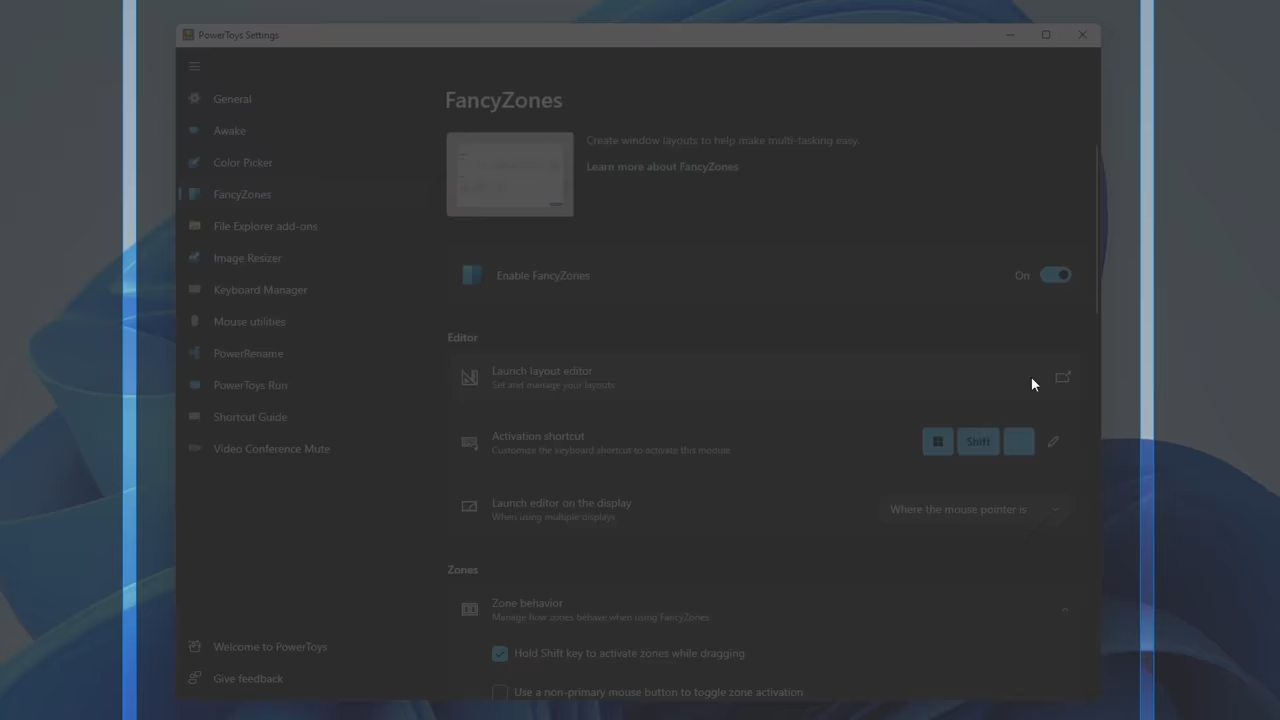 PowerToys Settings
General
Awake
Color Picker
FancyZones
File Explorer add-ons
Image Resizer
Keyboard Manager
Mouse utilities
PowerRename
PowerToys Run
Shortcut Guide
Video Conference Mute
Welcome to PowerToys
Give feedback
FancyZones
Create window layouts to help make multi-tasking easy.
Learn more about FancyZones
Enable FancyZones
On
Editor
Launch layout editor
Set and manage your layouts
Activation shortcut
Customize the keyboard shortcut to activate this module
Shift
Launch editor on the display
When using multiple displays
Where the mouse pointer is
Zones
Zone behavior
Manage how zones behave when using FancyZones
Hold Shift key to activate zones while dragging
Use a non-primary mouse button to toggle zone activation